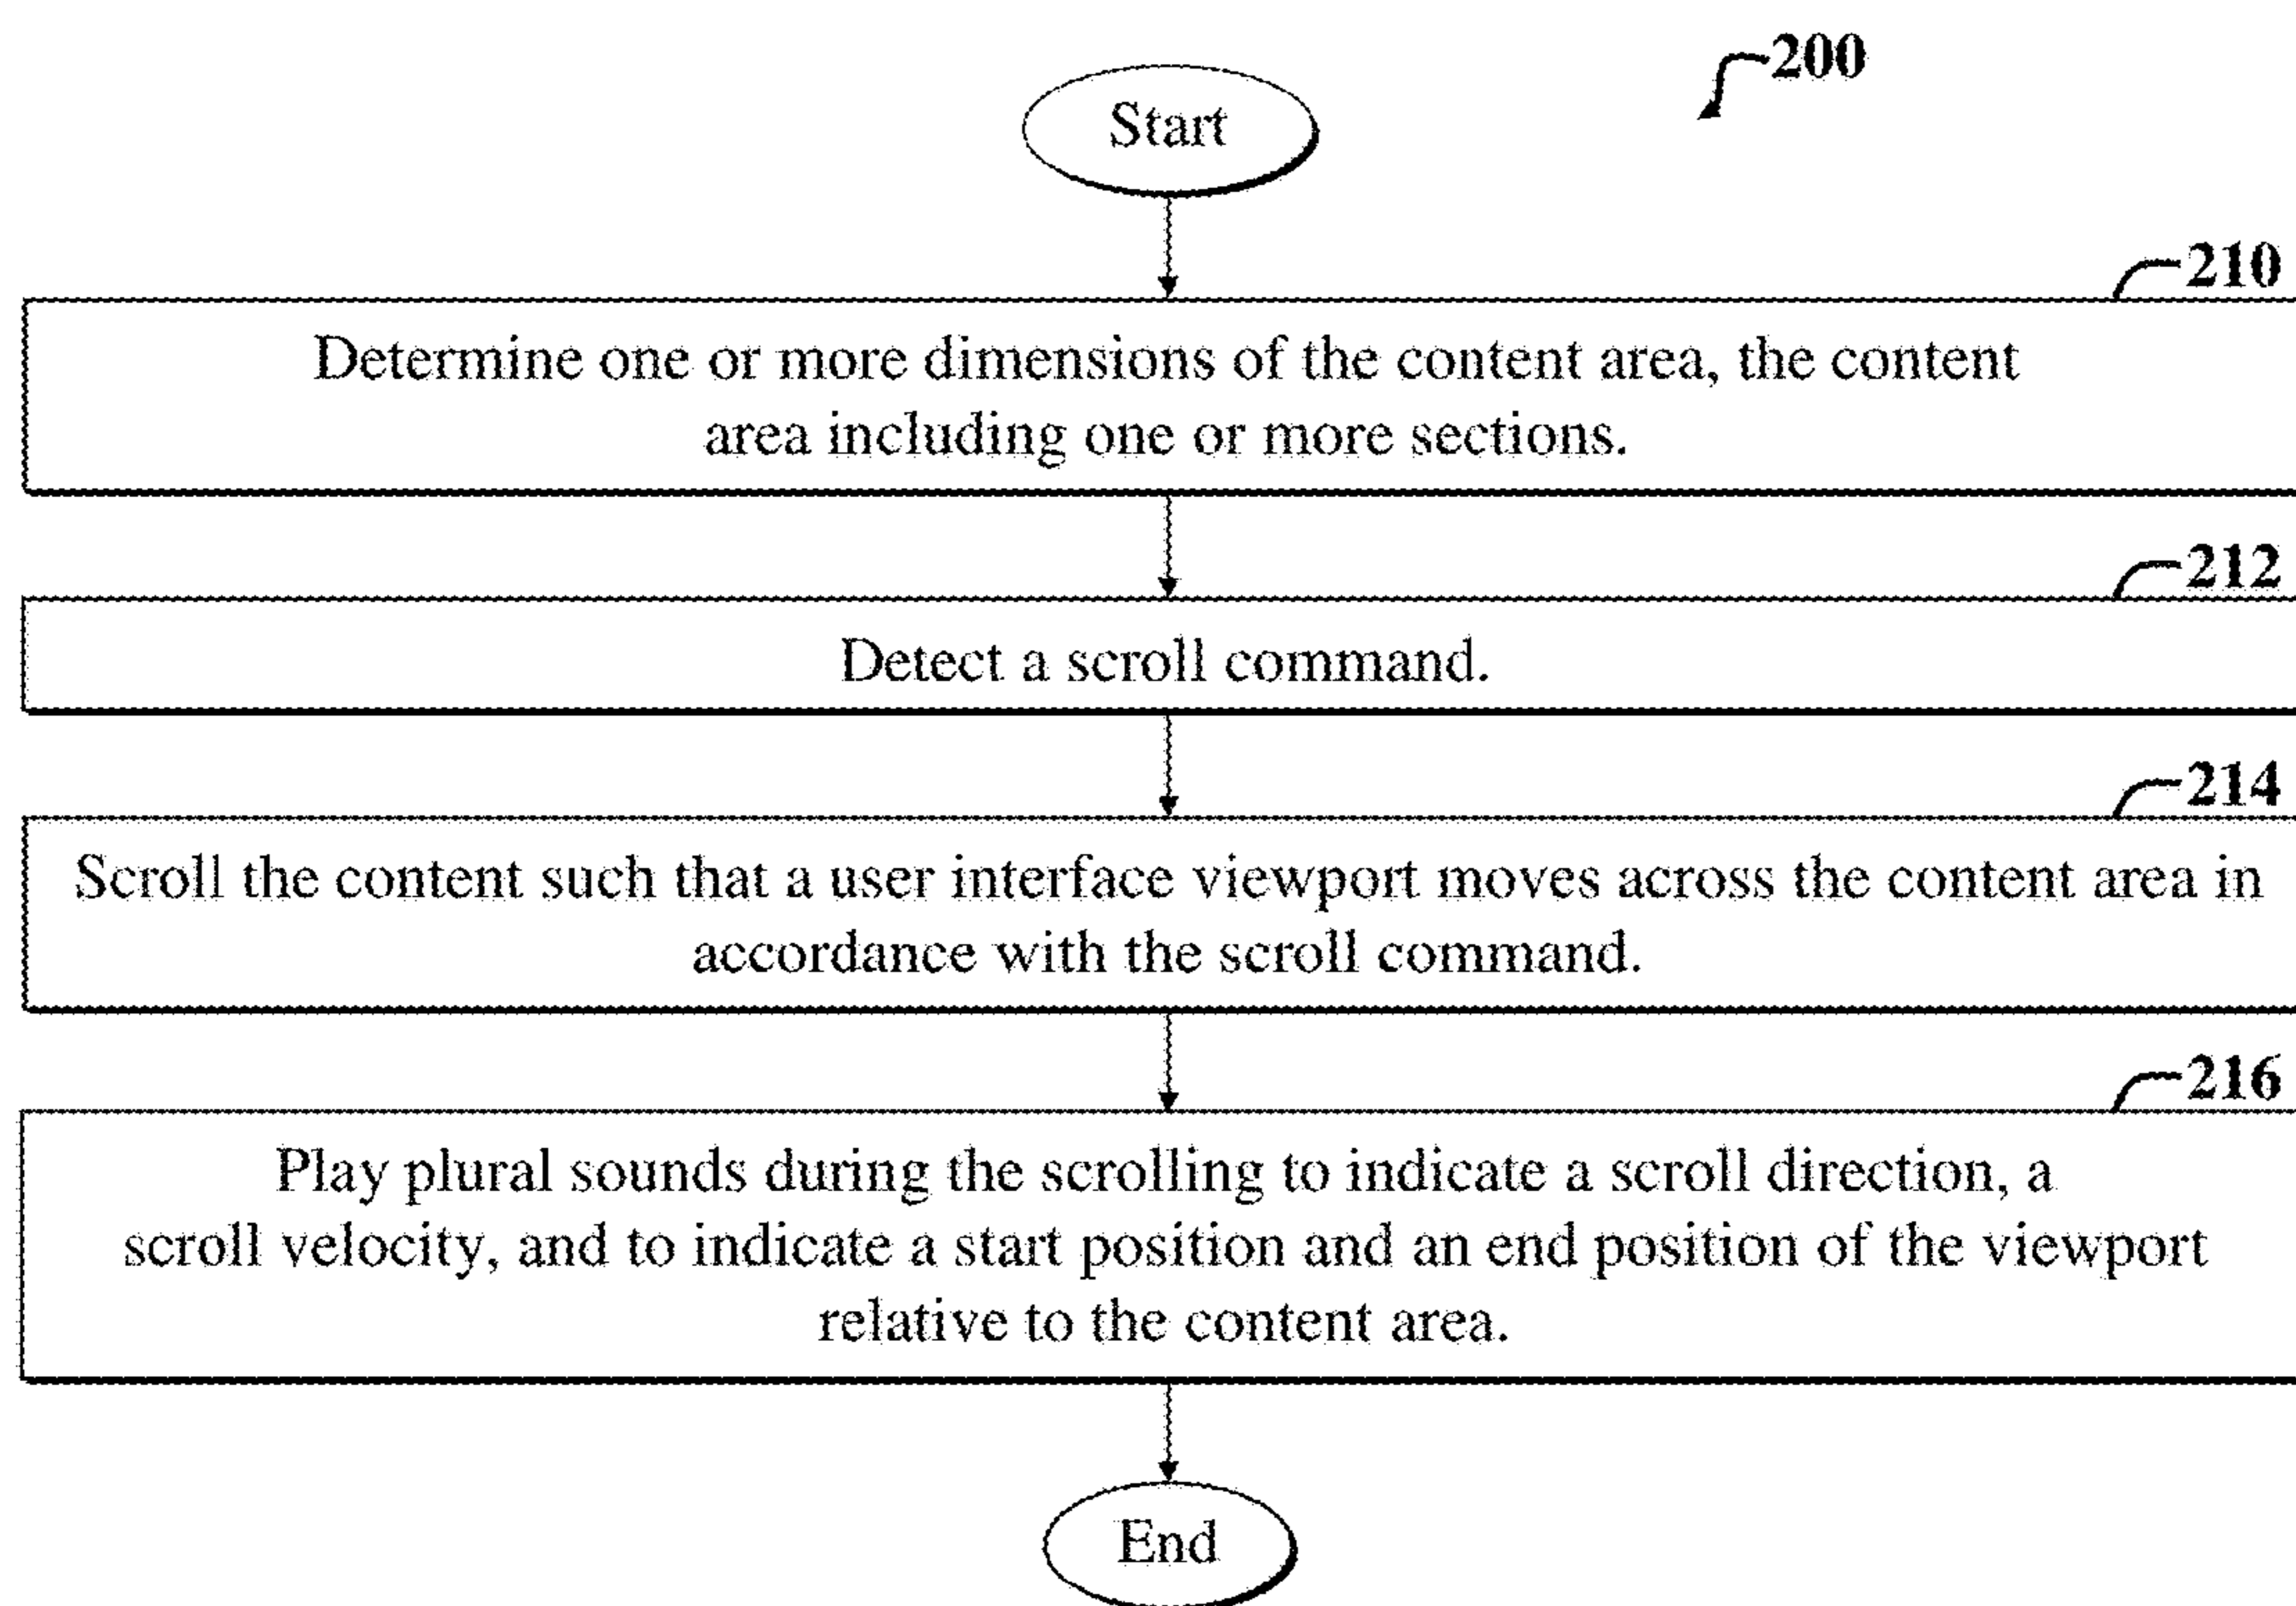 200
Start
210
Determine one or more dimensions of the content area, the content
area including one or more sections.
212
Detect a scroll command.
214
Scroll the content such that a user interface viewport moves across the content area in
accordance with the scroll command.
216
Play plural sounds during the scrolling to indicate a scroll direction, a
scroll velocity, and to indicate a start position and an end position of the viewport
relative to the content area.
End